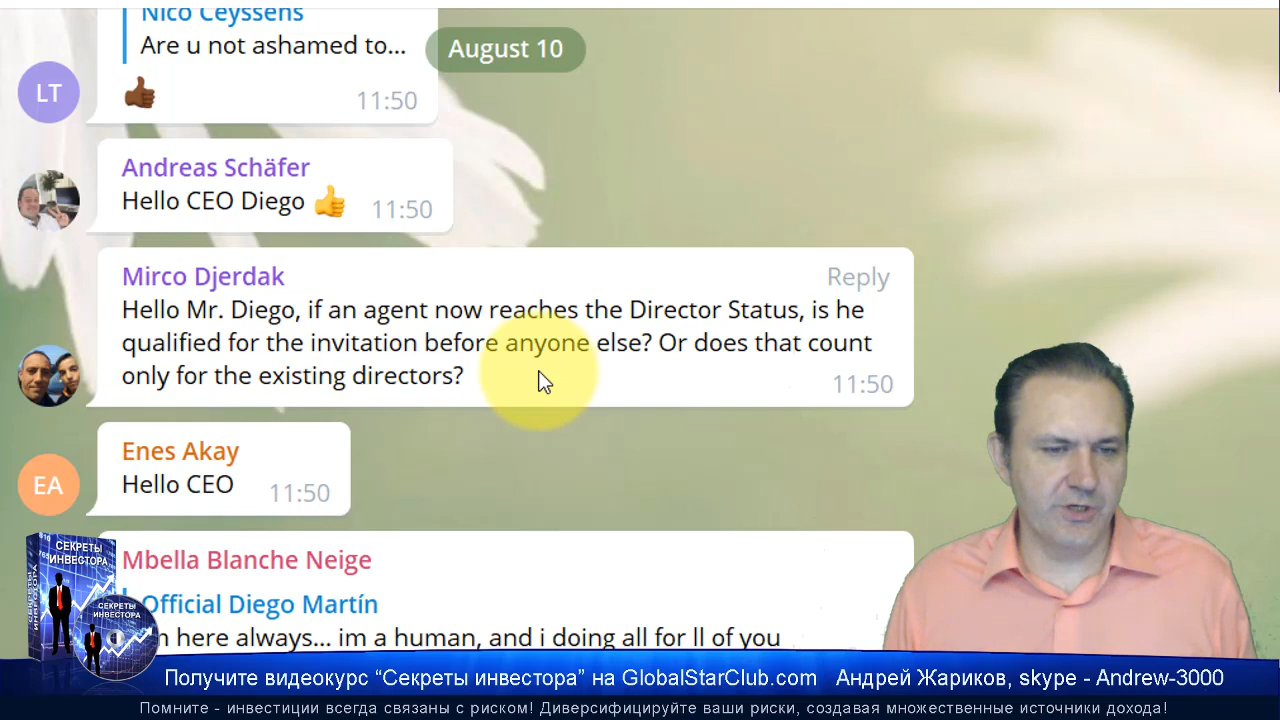 Nico Ceyssens
Are u not ashamed to...
August 10
LT
11:50
Andreas Schäfer
Hello CEO Diego 👍
11:50
Mirco Djerdak
Reply
Hello Mr. Diego, if an agent now reaches the Director Status, is he
qualified for the invitation before anyone else? Or does that count
only for the existing directors?
11:50
Enes Akay
EA
Hello CEO
11:50
Mbella Blanche Neige
Official Diego Martín
here always... im a human, and i doing all for ll of you
СЕКРЕТЫ
ИНВЕСТОРА
СЕКРЕТЫ
ИНВЕСТОРА
СЕКРЕТЫ
ИНВЕСТОРА
Получите видеокурс “Секреты инвестора” на GlobalStarClub.com Андрей Жариков, skype - Andrew-3000
Помните - инвестиции всегда связаны с риском! Диверсифицируйте ваши риски, создавая множественные источники дохода!